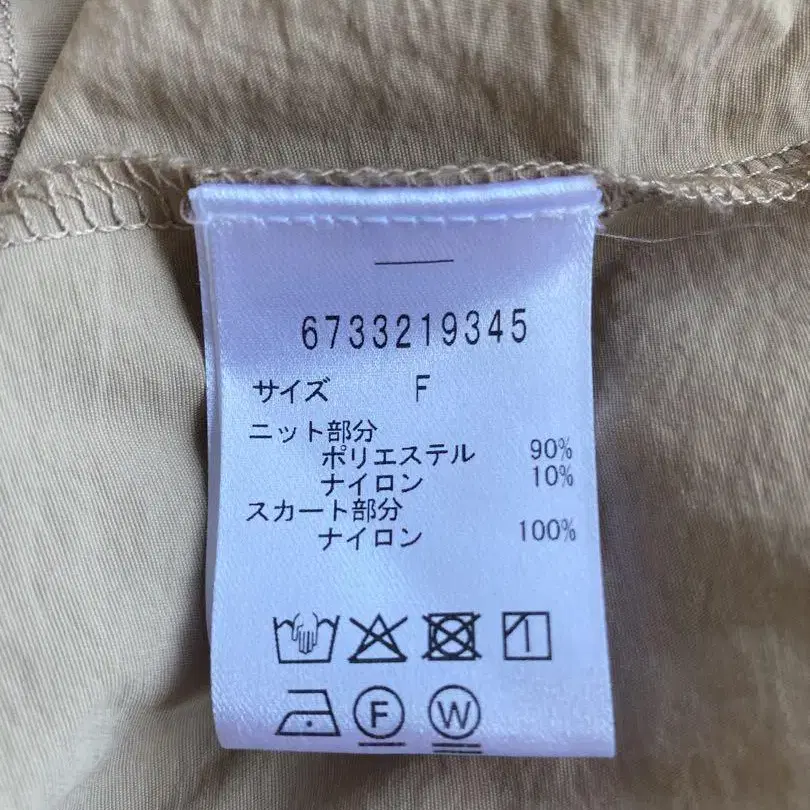 6733219345
サイズ F
ニット部分
ポリエステル 90%
ナイロン 10%
スカート部分
ナイロン 100%
F W